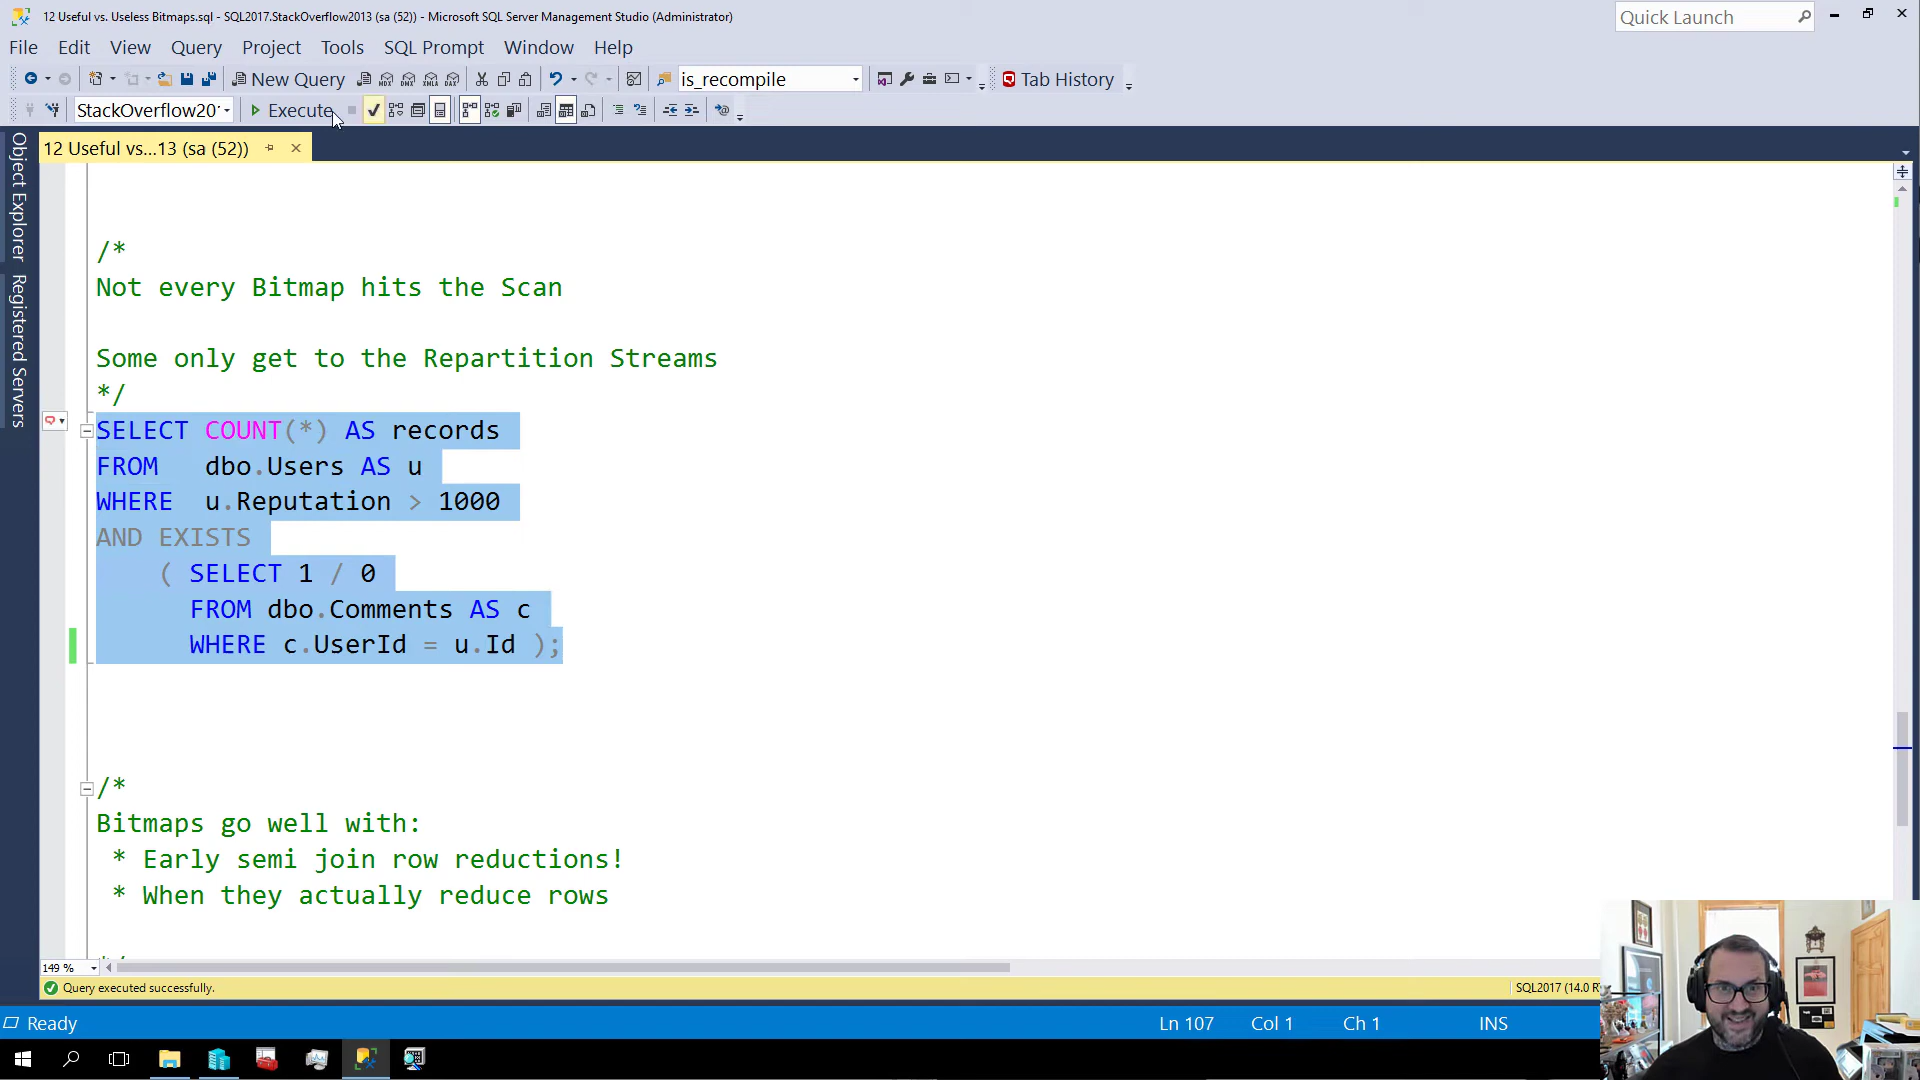 12 Useful vs. Useless Bitmaps.sql - SQL2017.StackOverflow2013 (sa (52)) - Microsoft SQL Server Management Studio (Administrator)
Quick Launch
File Edit View Query Project Tools SQL Prompt Window Help
New Query
is_recompile
Tab History
StackOverflow20
Execute
12 Useful vs...13 (sa (52))
Object Explorer
Registered Servers
/*
Not every Bitmap hits the Scan
Some only get to the Repartition Streams
*/
SELECT COUNT(*) AS records
FROM dbo.Users AS u
WHERE u.Reputation > 1000
AND EXISTS
( SELECT 1 / 0
FROM dbo.Comments AS c
WHERE c.UserId = u.Id );
/*
Bitmaps go well with:
* Early semi join row reductions!
* When they actually reduce rows
149 %
Query executed successfully.
SQL2017 (14.0
Ready
Ln 107
Col 1
Ch 1
INS